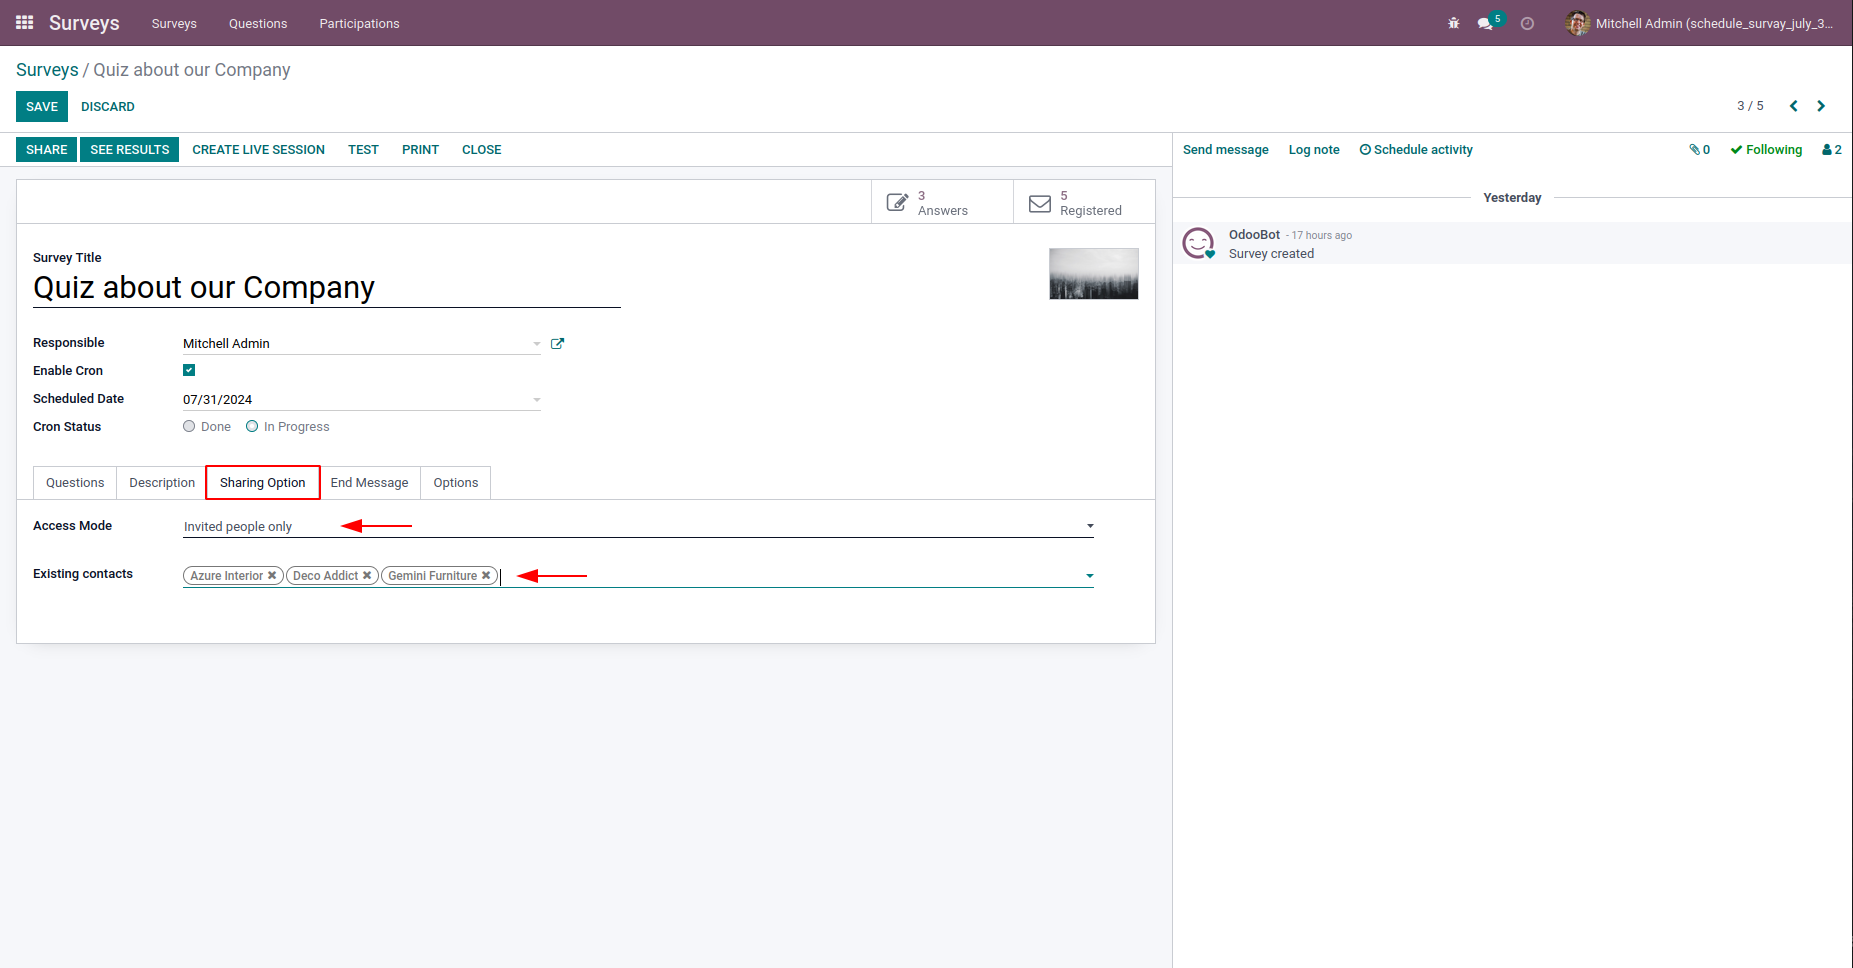 Surveys Surveys Questions Participations 5 Mitchell Admin (schedule_survay_july_3...
Surveys / Quiz about our Company
SAVE DISCARD 3 / 5
SHARE SEE RESULTS CREATE LIVE SESSION TEST PRINT CLOSE Send message Log note Schedule activity 0 Following 2
3 5
Answers Registered
Yesterday
OdooBot - 17 hours ago
Survey created
Survey Title
Quiz about our Company
Responsible Mitchell Admin
Enable Cron
Scheduled Date 07/31/2024
Cron Status Done In Progress
Questions Description Sharing Option End Message Options
Access Mode Invited people only
Existing contacts Azure Interior Deco Addict Gemini Furniture